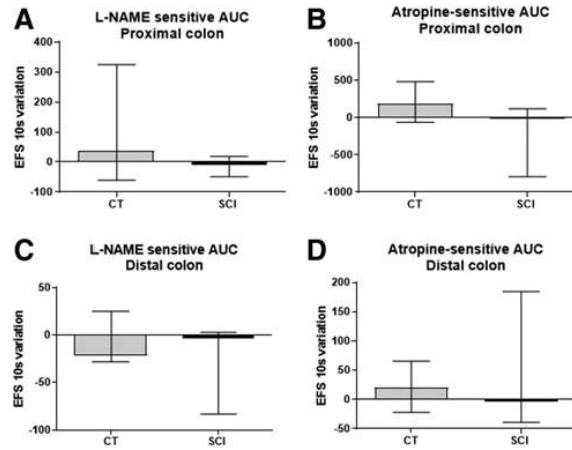 A
L-NAME sensitive AUC
Proximal colon
EFS 10s variation
400
300
200
100
0
-100
CT
SCI
B
Atropine-sensitive AUC
Proximal colon
EFS 10s variation
1000
500
0
-500
-1000
CT
SCI
C
L-NAME sensitive AUC
Distal colon
EFS 10s variation
50
0
-50
-100
CT
SCI
D
Atropine-sensitive AUC
Distal colon
EFS 10s variation
200
150
100
50
0
-50
CT
SCI